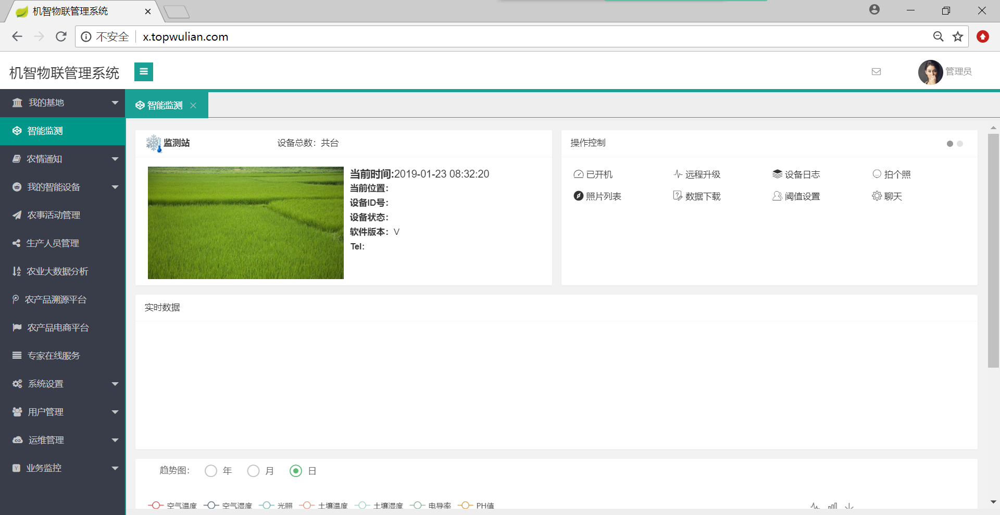 机智物联管理系统
不安全
x.topwulian.com
机智物联管理系统
管理员
我的基地
智能监测
农情通知
我的智能设备
农事活动管理
生产人员管理
农业大数据分析
农产品溯源平台
农产品电商平台
专家在线服务
系统设置
用户管理
运维管理
业务监控
智能监测
监测站
设备总数：共台
当前时间:2019-01-23 08:32:20
当前位置：
设备ID号：
设备状态：
软件版本： V
Tel:
操作控制
已开机 远程升级 设备日志 拍个照
照片列表 数据下载 阈值设置 聊天
实时数据
趋势图： 年 月 日
空气温度 空气湿度 光照 土壤温度 土壤湿度 电导率 PH值